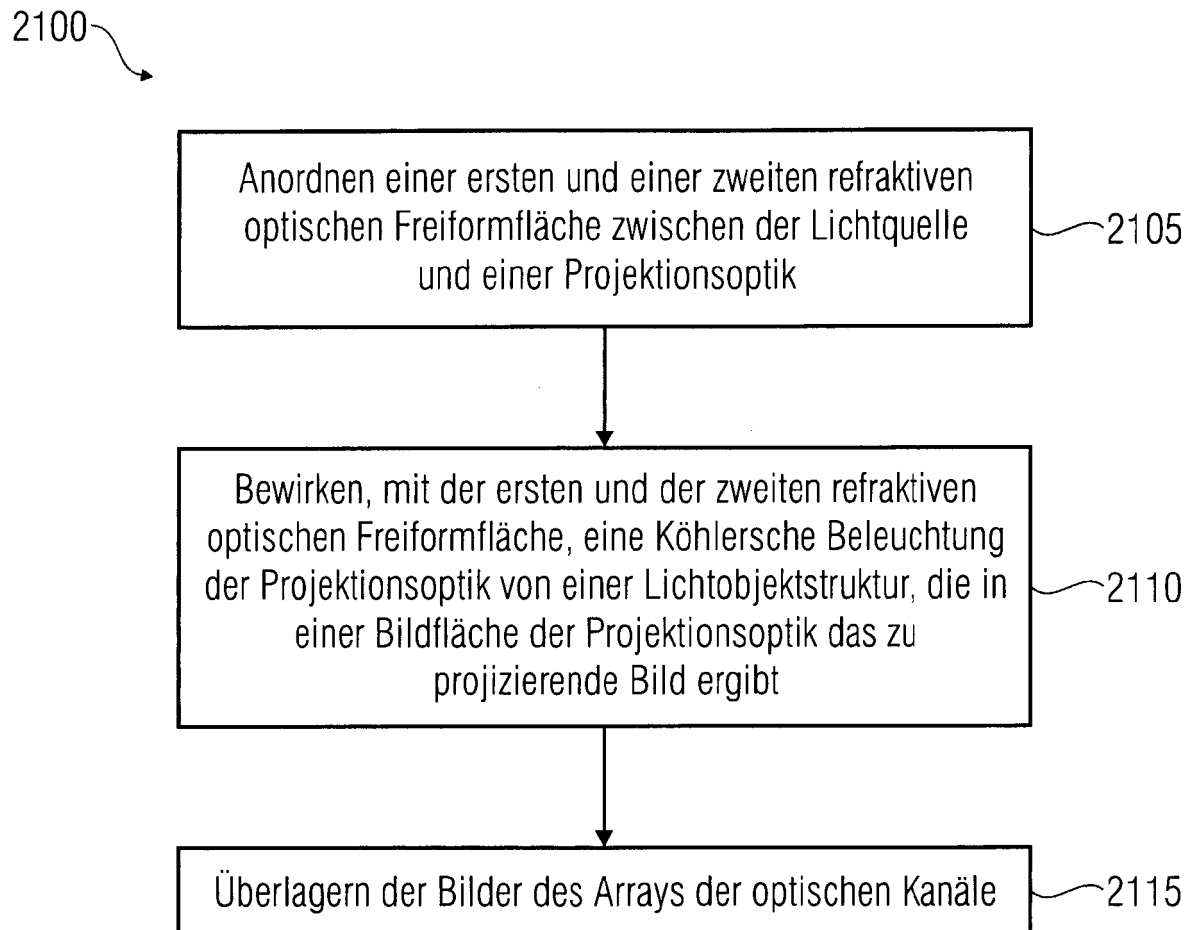 2100
Anordnen einer ersten und einer zweiten refraktiven
optischen Freiformfläche zwischen der Lichtquelle
und einer Projektionsoptik
2105
Bewirken, mit der ersten und der zweiten refraktiven
optischen Freiformfläche, eine Köhlersche Beleuchtung
der Projektionsoptik von einer Lichtobjektstruktur, die in
einer Bildfläche der Projektionsoptik das zu
projizierende Bild ergibt
2110
Überlagern der Bilder des Arrays der optischen Kanäle
2115